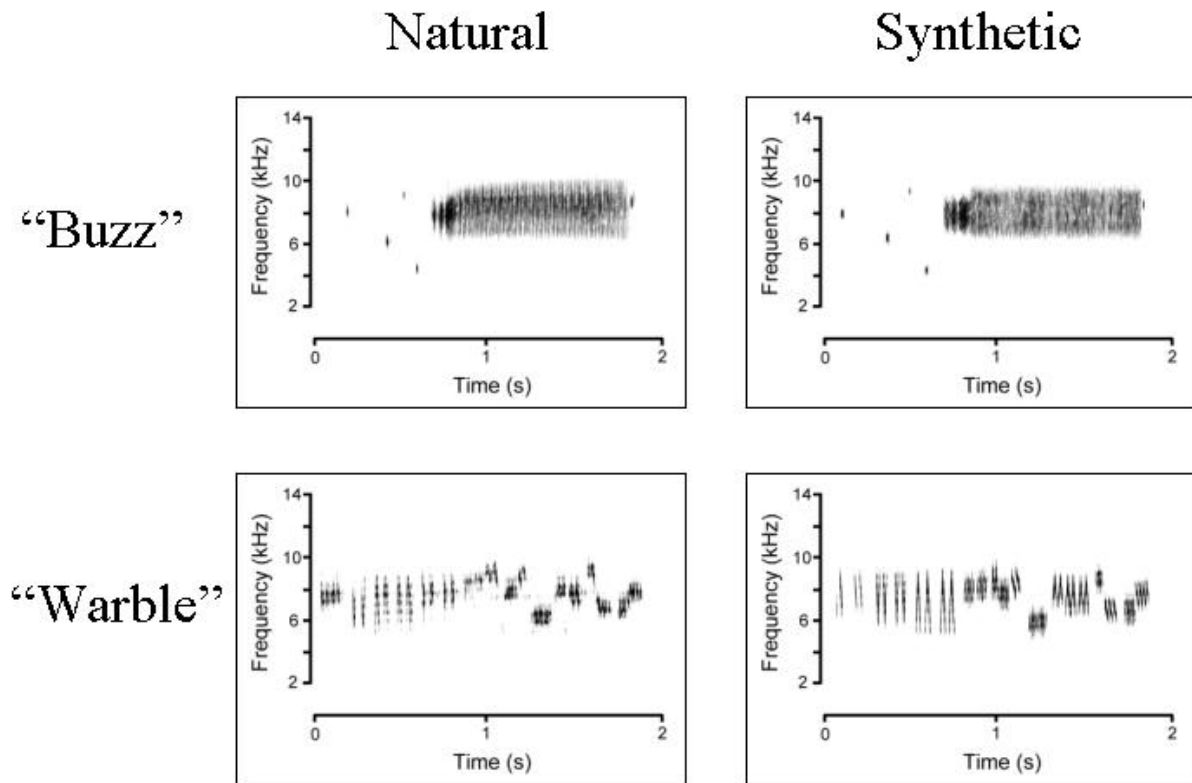 Natural
Synthetic
“Buzz”
14
10
6
2
Frequency (kHz)
0
1
2
Time (s)
14
10
6
2
Frequency (kHz)
0
1
2
Time (s)
“Warble”
14
10
6
2
Frequency (kHz)
0
1
2
Time (s)
14
10
6
2
Frequency (kHz)
0
1
2
Time (s)